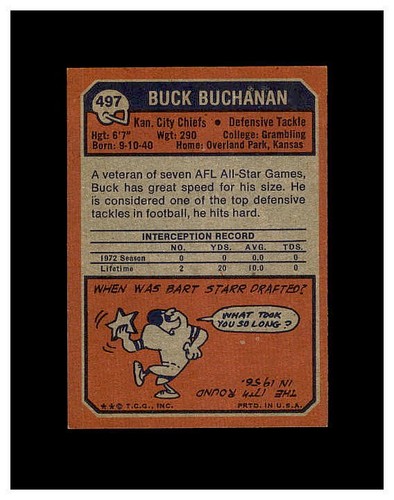 497
BUCK BUCHANAN
Kan. City Chiefs • Defensive Tackle
Hgt: 6'7" Wgt: 290 College: Grambling
Born: 9-10-40 Home: Overland Park, Kansas
A veteran of seven AFL All-Star Games,
Buck has great speed for his size. He
is considered one of the top defensive
tackles in football, he hits hard.
INTERCEPTION RECORD
NO. YDS. AVG. TDS.
1972 Season 0 0 0.0 0
Lifetime 2 20 10.0 0
WHEN WAS BART STARR DRAFTED?
WHAT TOOK
YOU SO LONG?
THE 17TH ROUND
IN 1956.
★★© T.C.G., INC. PRTD. IN U.S.A.